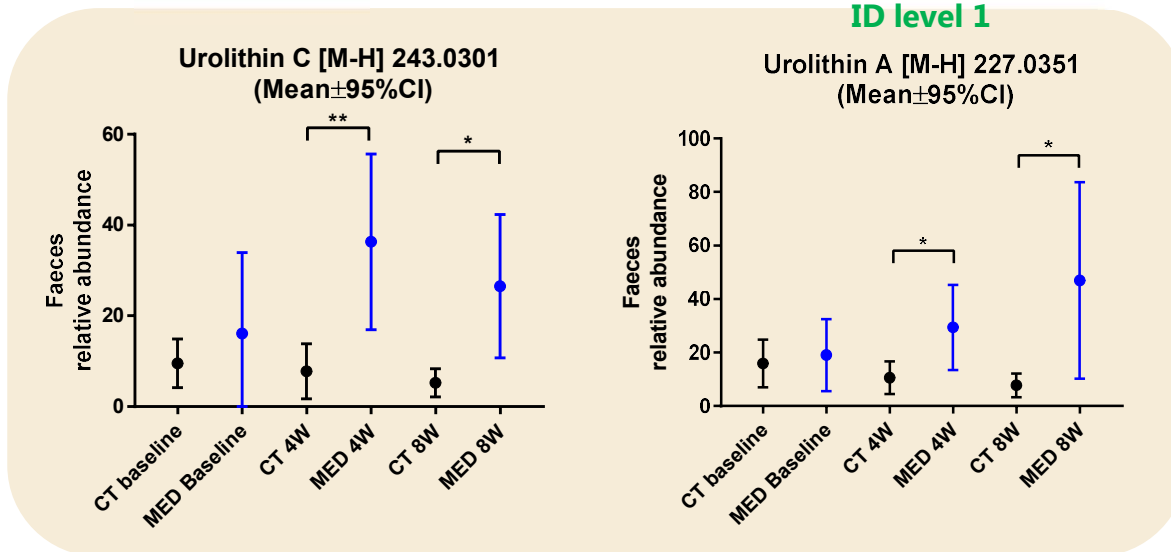 ID level 1
Urolithin C [M-H] 243.0301
(Mean±95%CI)
Faeces
relative abundance
60
40
20
0
**
*
CT baseline
MED Baseline
CT 4W
MED 4W
CT 8W
MED 8W
Urolithin A [M-H] 227.0351
(Mean±95%CI)
Faeces
relative abundance
100
80
60
40
20
0
*
*
CT baseline
MED Baseline
CT 4W
MED 4W
CT 8W
MED 8W